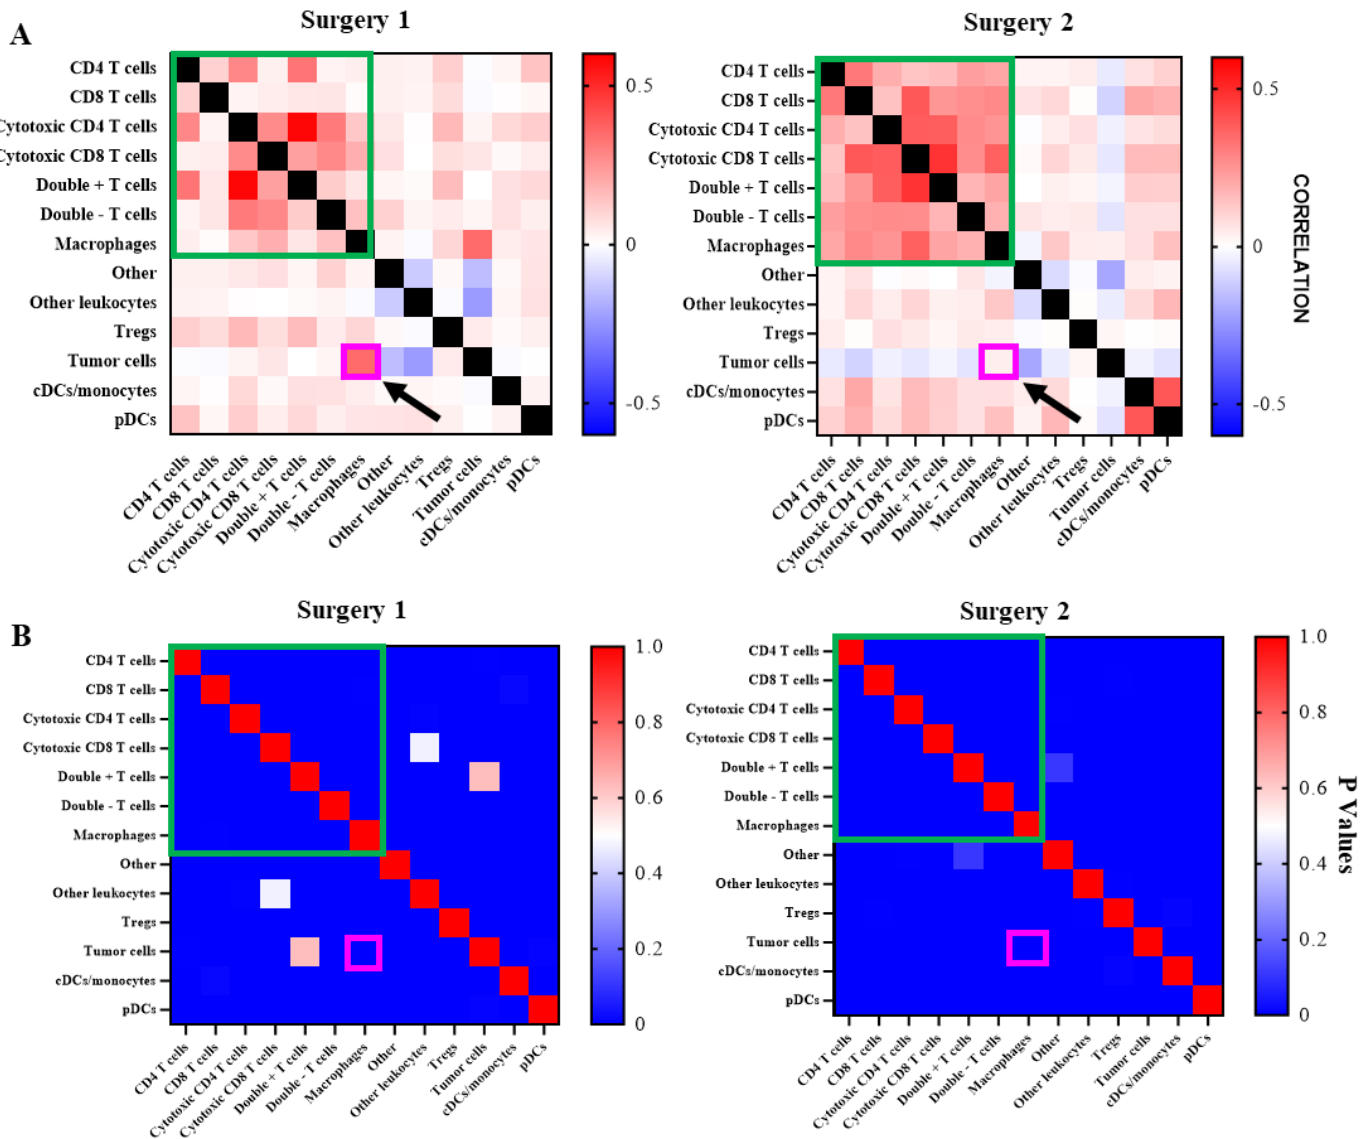 A
Surgery 1
Surgery 2
CD4 T cells
CD8 T cells
Cytotoxic CD4 T cells
Cytotoxic CD8 T cells
Double + T cells
Double - T cells
Macrophages
Other
Other leukocytes
Tregs
Tumor cells
cDCs/monocytes
pDCs
0.5
0
-0.5
CD4 T cells
CD8 T cells
Cytotoxic CD4 T cells
Cytotoxic CD8 T cells
Double + T cells
Double - T cells
Macrophages
Other
Other leukocytes
Tregs
Tumor cells
cDCs/monocytes
pDCs
CD4 T cells
CD8 T cells
Cytotoxic CD4 T cells
Cytotoxic CD8 T cells
Double + T cells
Double - T cells
Macrophages
Other
Other leukocytes
Tregs
Tumor cells
cDCs/monocytes
pDCs
0.5
0
-0.5
CORRELATION
CD4 T cells
CD8 T cells
Cytotoxic CD4 T cells
Cytotoxic CD8 T cells
Double + T cells
Double - T cells
Macrophages
Other
Other leukocytes
Tregs
Tumor cells
cDCs/monocytes
pDCs
B
Surgery 1
Surgery 2
CD4 T cells
CD8 T cells
Cytotoxic CD4 T cells
Cytotoxic CD8 T cells
Double + T cells
Double - T cells
Macrophages
Other
Other leukocytes
Tregs
Tumor cells
cDCs/monocytes
pDCs
1.0
0.8
0.6
0.4
0.2
0
CD4 T cells
CD8 T cells
Cytotoxic CD4 T cells
Cytotoxic CD8 T cells
Double + T cells
Double - T cells
Macrophages
Other
Other leukocytes
Tregs
Tumor cells
cDCs/monocytes
pDCs
CD4 T cells
CD8 T cells
Cytotoxic CD4 T cells
Cytotoxic CD8 T cells
Double + T cells
Double - T cells
Macrophages
Other
Other leukocytes
Tregs
Tumor cells
cDCs/monocytes
pDCs
1.0
0.8
0.6
0.4
0.2
0
P Values
CD4 T cells
CD8 T cells
Cytotoxic CD4 T cells
Cytotoxic CD8 T cells
Double + T cells
Double - T cells
Macrophages
Other
Other leukocytes
Tregs
Tumor cells
cDCs/monocytes
pDCs